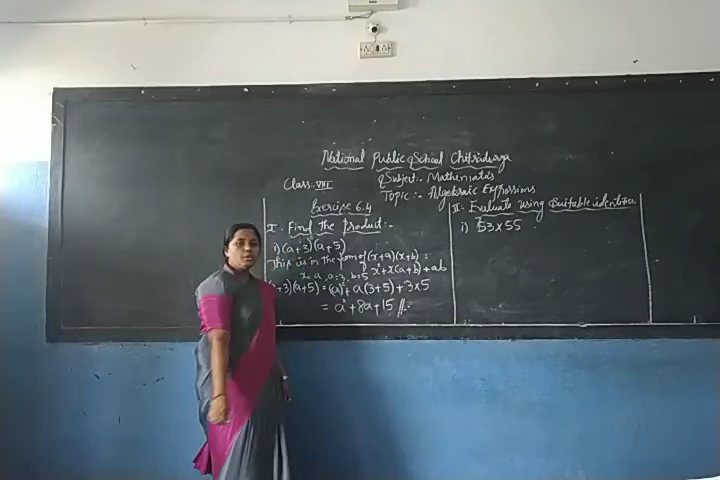 National Public School Chitradurga
Subject:- Mathematics
Class:- VIII
Topic:- Algebraic Expressions
Exercise 6.4
I. Find the Product:-
i) (a+3)(a+5)
This is in the form of (x+a)(x+b) =
x=a, a=3, b=5 x²+x(a+b)+ab
+3)(a+5) = (a)²+ a(3+5)+3x5
= a²+8a+15//.
II. Evaluate using Suitable identities
i) 53x55